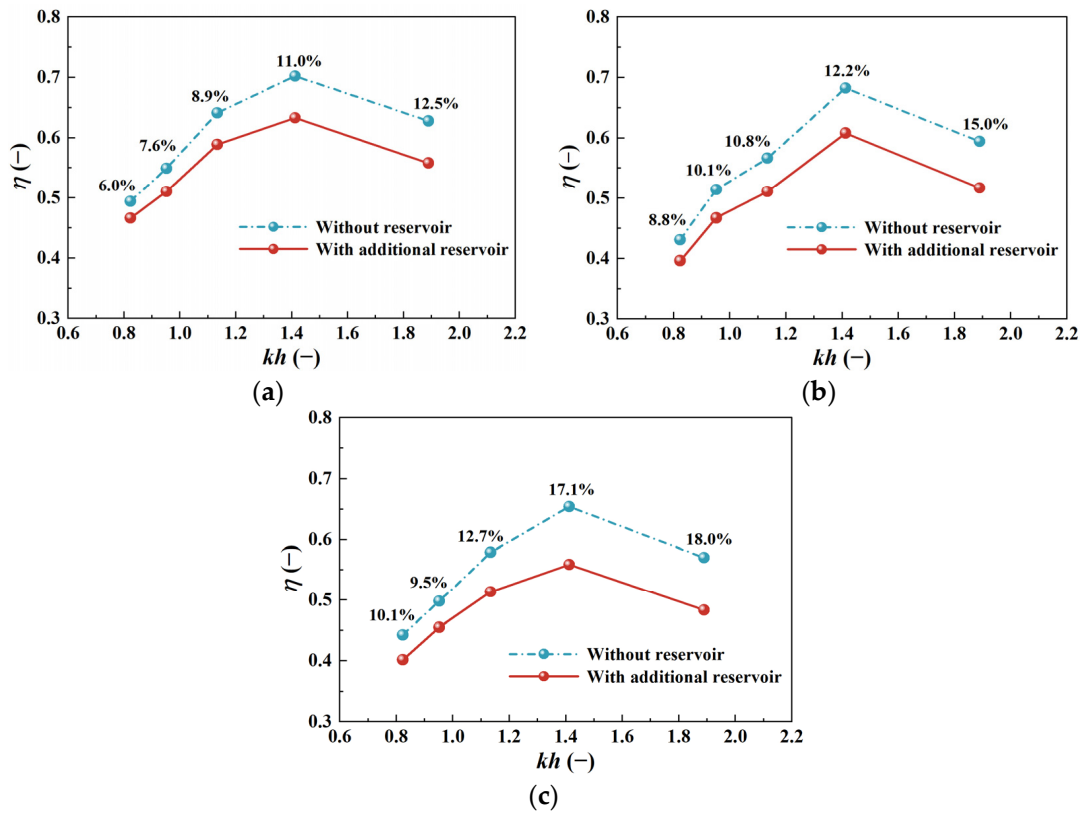 0.8
0.7
0.6
0.5
0.4
0.3
η (−)
11.0%
12.5%
8.9%
7.6%
6.0%
Without reservoir
With additional reservoir
0.6 0.8 1.0 1.2 1.4 1.6 1.8 2.0 2.2
kh (−)
(a)
0.8
0.7
0.6
0.5
0.4
0.3
η (−)
12.2%
15.0%
10.8%
10.1%
8.8%
Without reservoir
With additional reservoir
0.6 0.8 1.0 1.2 1.4 1.6 1.8 2.0 2.2
kh (−)
(b)
0.8
0.7
0.6
0.5
0.4
0.3
η (−)
17.1%
18.0%
12.7%
9.5%
10.1%
Without reservoir
With additional reservoir
0.6 0.8 1.0 1.2 1.4 1.6 1.8 2.0 2.2
kh (−)
(c)